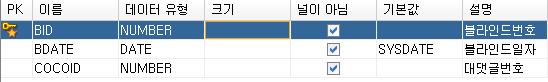 PK 이름 데이터 유형 크기 널이 아님 기본값 설명
BID NUMBER 블라인드번호
BDATE DATE SYSDATE 블라인드일자
COCOID NUMBER 대댓글번호